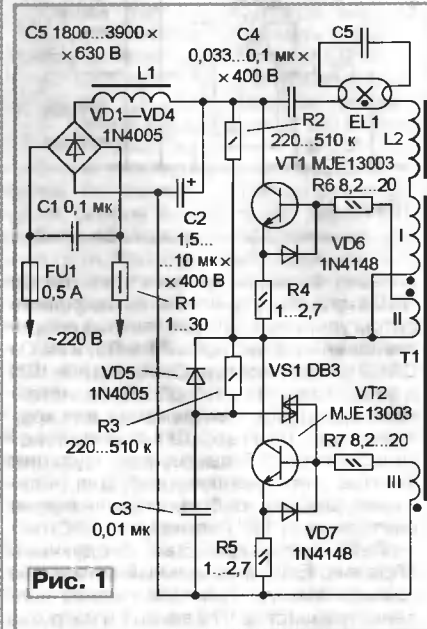 C5 1800...3900 ×
× 630 В
C4
0,033...0,1 мк ×
× 400 В
C5
L1
VD1—VD4
1N4005
EL1
R2
220...510 к
L2
VT1 MJE13003
R6 8,2...20
C1 0,1 мк
C2
1,5...
...10 мк ×
× 400 В
VD6
1N4148
I
FU1
0,5 А
R1
1...30
R4
1...2,7
II
~220 В
T1
VD5
1N4005
VS1 DB3
VT2
MJE13003
R3
220...510 к
R7 8,2...20
III
C3
0,01 мк
VD7
1N4148
R5
1...2,7
Рис. 1